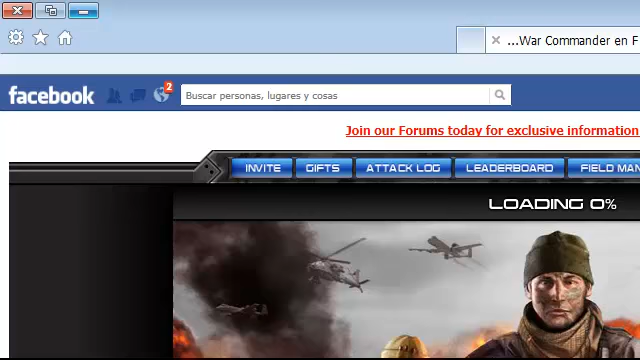 ...War Commander en F
facebook
2
Buscar personas, lugares y cosas
Join our Forums today for exclusive information
INVITE GIFTS ATTACK LOG LEADERBOARD FIELD MAN
LOADING 0%